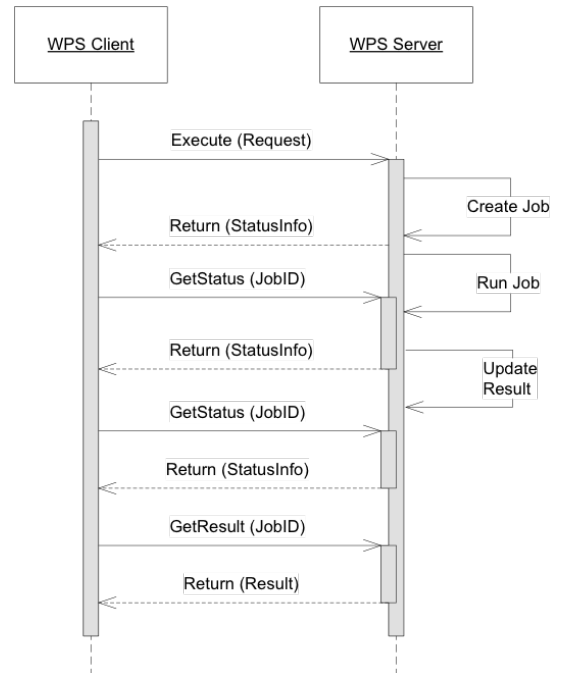 WPS Client
WPS Server
Execute (Request)
Create Job
Return (StatusInfo)
GetStatus (JobID)
Run Job
Return (StatusInfo)
Update
Result
GetStatus (JobID)
Return (StatusInfo)
GetResult (JobID)
Return (Result)